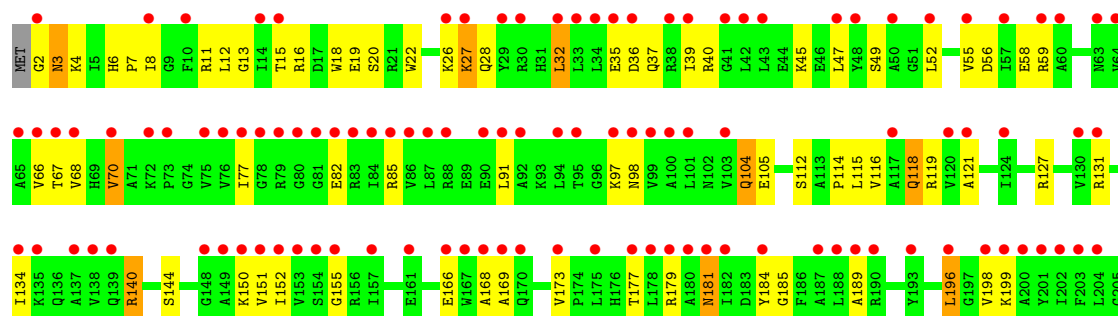 MET G2 N3 K4 I5 H6 P7 I8 G9 F10 R11 L12 G13 I14 T15 R16 D17 W18 E19 S20 R21 W22 K26 K27 Q28 Y29 R30 H31 L32 L33 L34 E35 D36 Q37 R38 I39 R40 G41 L42 L43 E44 K45 E46 L47 Y48 S49 A50 G51 L52 V55 D56 I57 E58 R59 A60 N63 V64
A65 V66 T67 V68 H69 V70 A71 K72 P73 G74 V75 V76 I77 G78 R79 G80 G81 E82 R83 I84 R85 V86 L87 R88 E89 E90 L91 A92 K93 L94 T95 G96 K97 N98 V99 A100 L101 N102 V103 Q104 E105 S112 A113 P114 L115 V116 A117 Q118 R119 V120 A121 I124 R127 V130 R131
I134 K135 Q136 A137 V138 Q139 R140 S144 G148 A149 K150 V151 I152 V153 S154 G155 R156 I157 E161 E166 W167 A168 A169 Q170 V173 P174 L175 H176 T177 L178 R179 A180 N181 I182 D183 Y184 G185 F186 A187 L188 A189 R190 Y193 L196 G197 V198 K199 A200 Y201 I202 F203 L204 G205